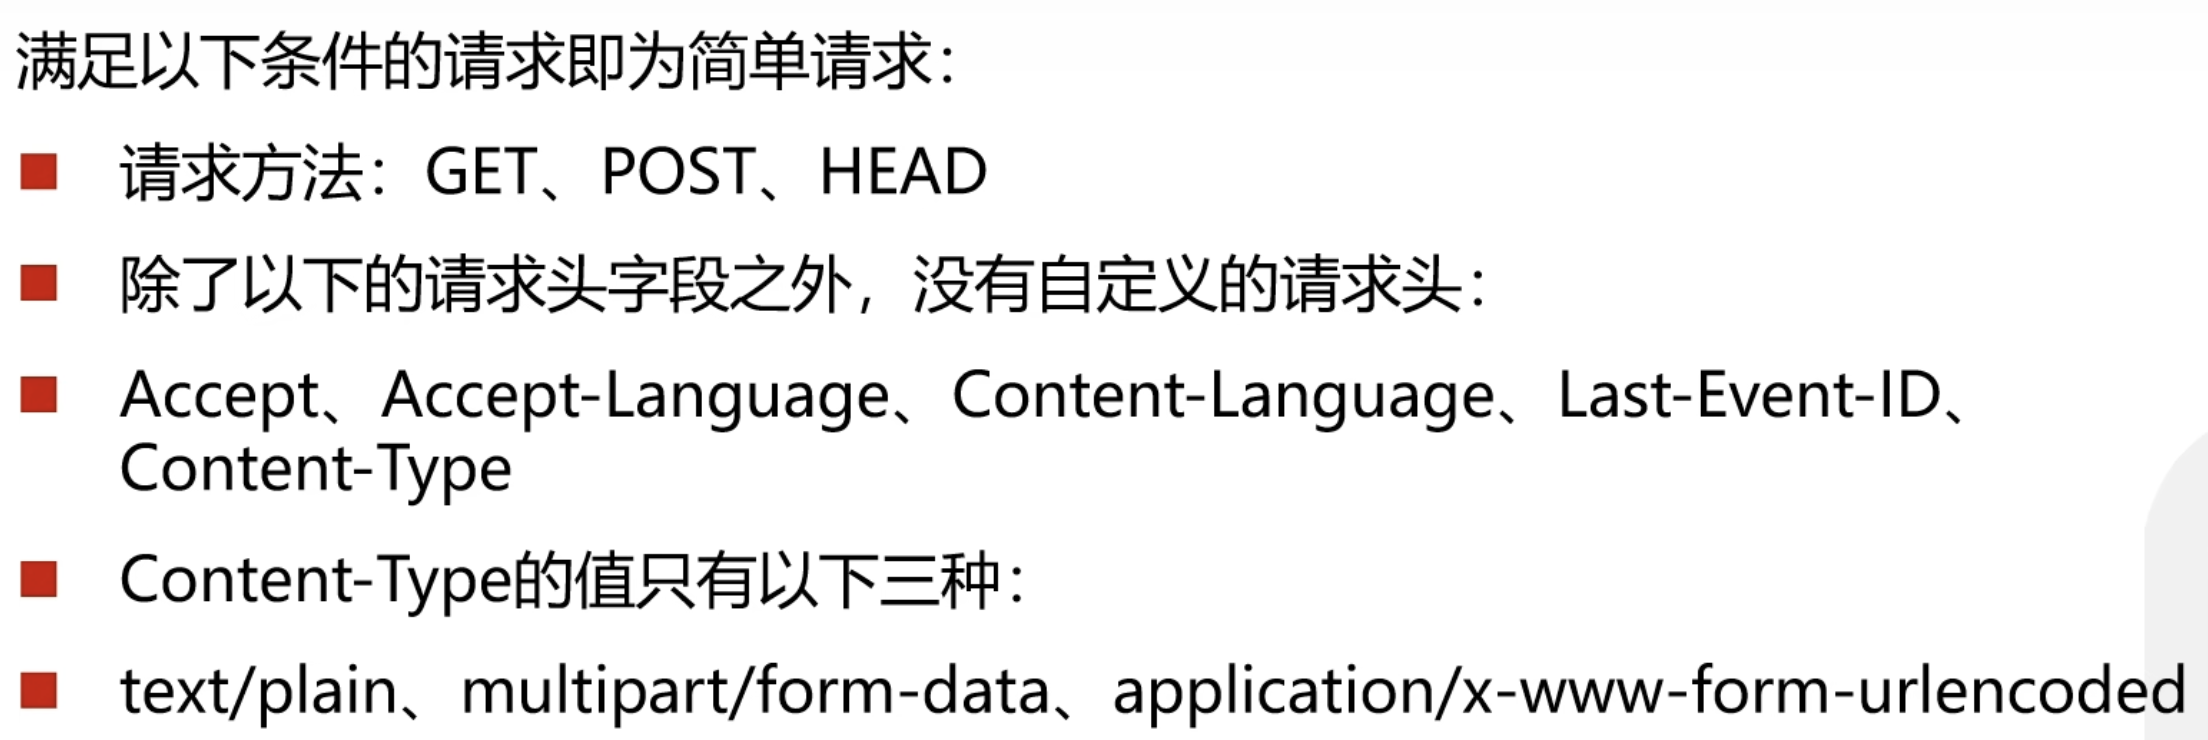 满足以下条件的请求即为简单请求：
请求方法：GET、POST、HEAD
除了以下的请求头字段之外，没有自定义的请求头：
Accept、Accept-Language、Content-Language、Last-Event-ID、
Content-Type
Content-Type的值只有以下三种：
text/plain、multipart/form-data、application/x-www-form-urlencoded